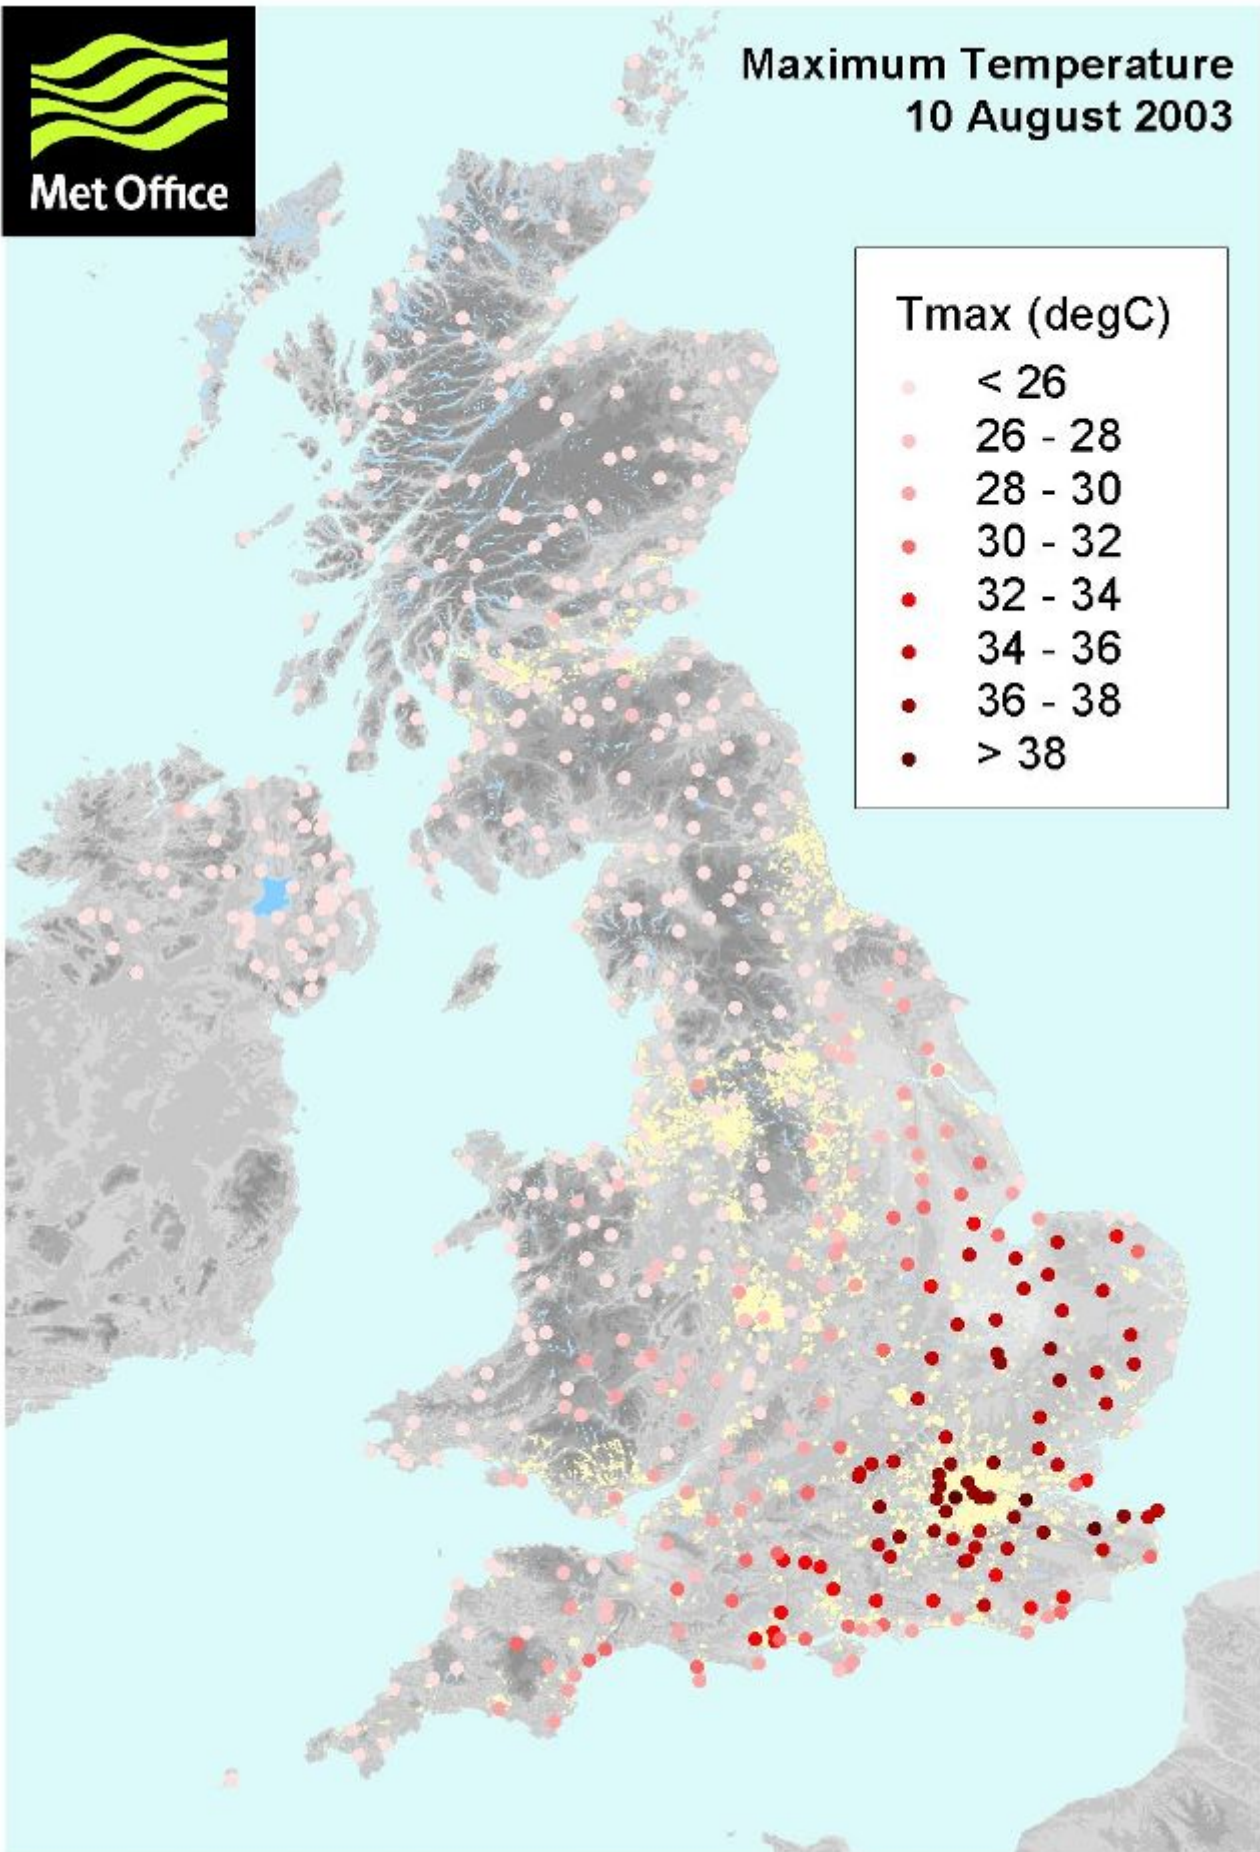 Maximum Temperature
10 August 2003
Met Office
Tmax (degC)
< 26
26 - 28
28 - 30
30 - 32
32 - 34
34 - 36
36 - 38
> 38